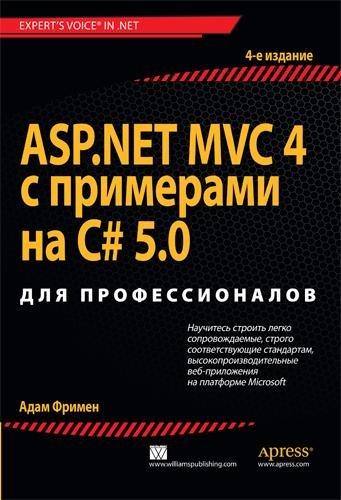 EXPERT'S VOICE® IN .NET
4-е издание
ASP.NET MVC 4
с примерами
на C# 5.0
ДЛЯ ПРОФЕССИОНАЛОВ
Научитесь строить легко
сопровождаемые, строго
соответствующие стандартам,
высокопроизводительные
веб-приложения
на платформе Microsoft
Адам Фримен
www.williamspublishing.com
Apress®
www.apress.com